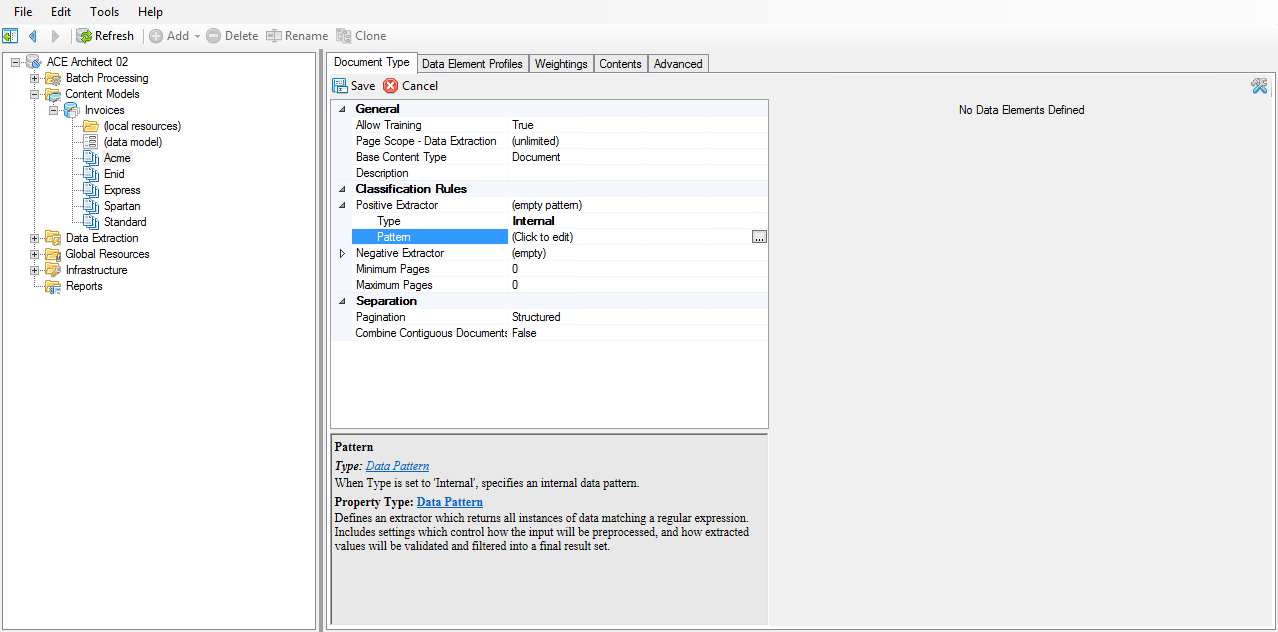 File Edit Tools Help
Refresh Add Delete Rename Clone
ACE Architect 02
Batch Processing
Content Models
Invoices
(local resources)
(data model)
Acme
Enid
Express
Spartan
Standard
Data Extraction
Global Resources
Infrastructure
Reports
Document Type Data Element Profiles Weightings Contents Advanced
Save Cancel
General
Allow Training True
Page Scope - Data Extraction (unlimited)
Base Content Type Document
Description
Classification Rules
Positive Extractor (empty pattern)
Type Internal
Pattern (Click to edit) ...
Negative Extractor (empty)
Minimum Pages 0
Maximum Pages 0
Separation
Pagination Structured
Combine Contiguous Documents False
Pattern
Type: Data Pattern
When Type is set to 'Internal', specifies an internal data pattern.
Property Type: Data Pattern
Defines an extractor which returns all instances of data matching a regular expression.
Includes settings which control how the input will be preprocessed, and how extracted
values will be validated and filtered into a final result set.
No Data Elements Defined